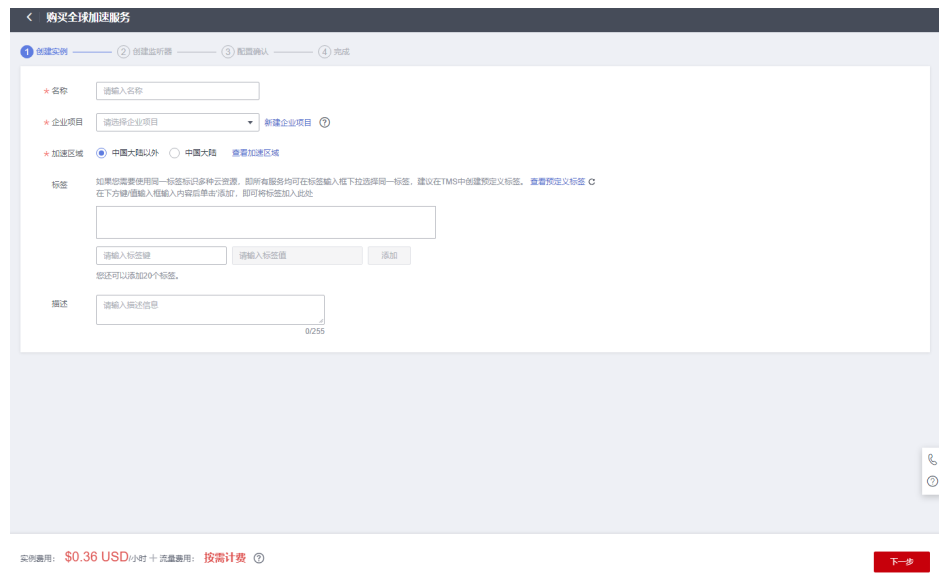 购买全球加速服务
1 创建实例 2 创建监听器 3 配置确认 4 完成
* 名称 请输入名称
* 企业项目 请选择企业项目 新建企业项目 ?
* 加速区域 中国大陆以外 中国大陆 查看加速区域
标签 如果您需要使用同一标签标识多种云资源，即所有服务均可在标签输入框下拉选择同一标签，建议在TMS中创建预定义标签。 查看预定义标签
在下方键/值输入框输入内容后单击'添加'，即可将标签加入此处
请输入标签键 请输入标签值 添加
您还可以添加20个标签。
描述 请输入描述信息
0/255
实例费用： $0.36 USD/小时 + 流量费用： 按需计费 ?
下一步